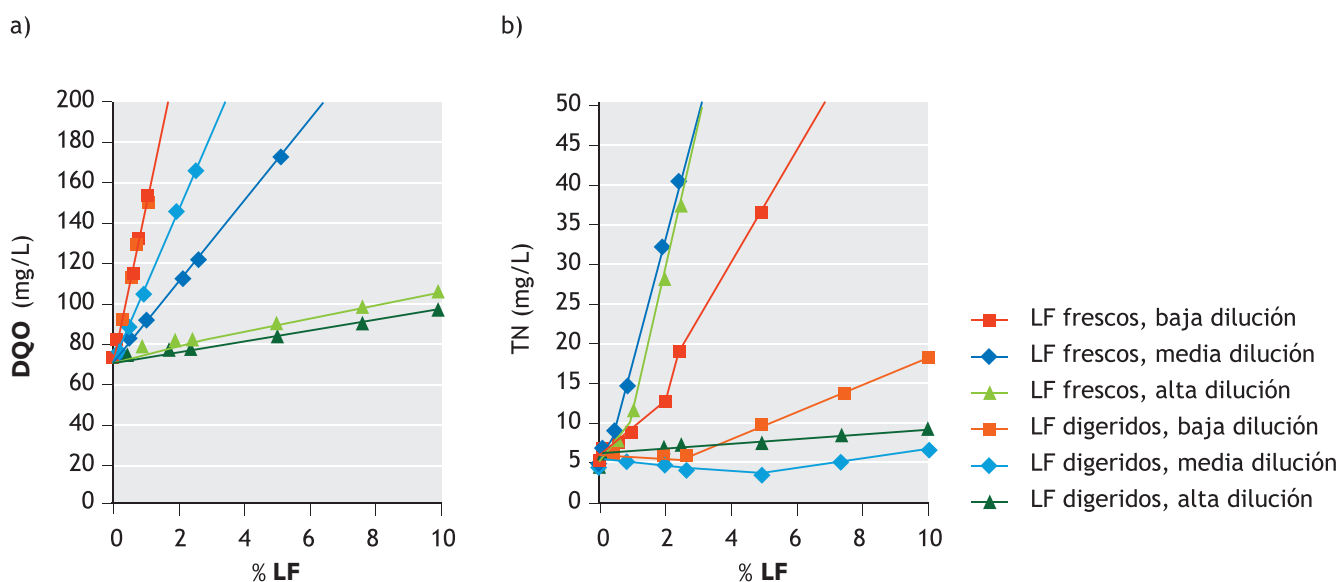 a)
b)
200
180
160
140
120
100
80
60
40
20
0
DQO (mg/L)
0 2 4 6 8 10
% LF
50
45
40
35
30
25
20
15
10
5
0
TN (mg/L)
0 2 4 6 8 10
% LF
LF frescos, baja dilución
LF frescos, media dilución
LF frescos, alta dilución
LF digeridos, baja dilución
LF digeridos, media dilución
LF digeridos, alta dilución